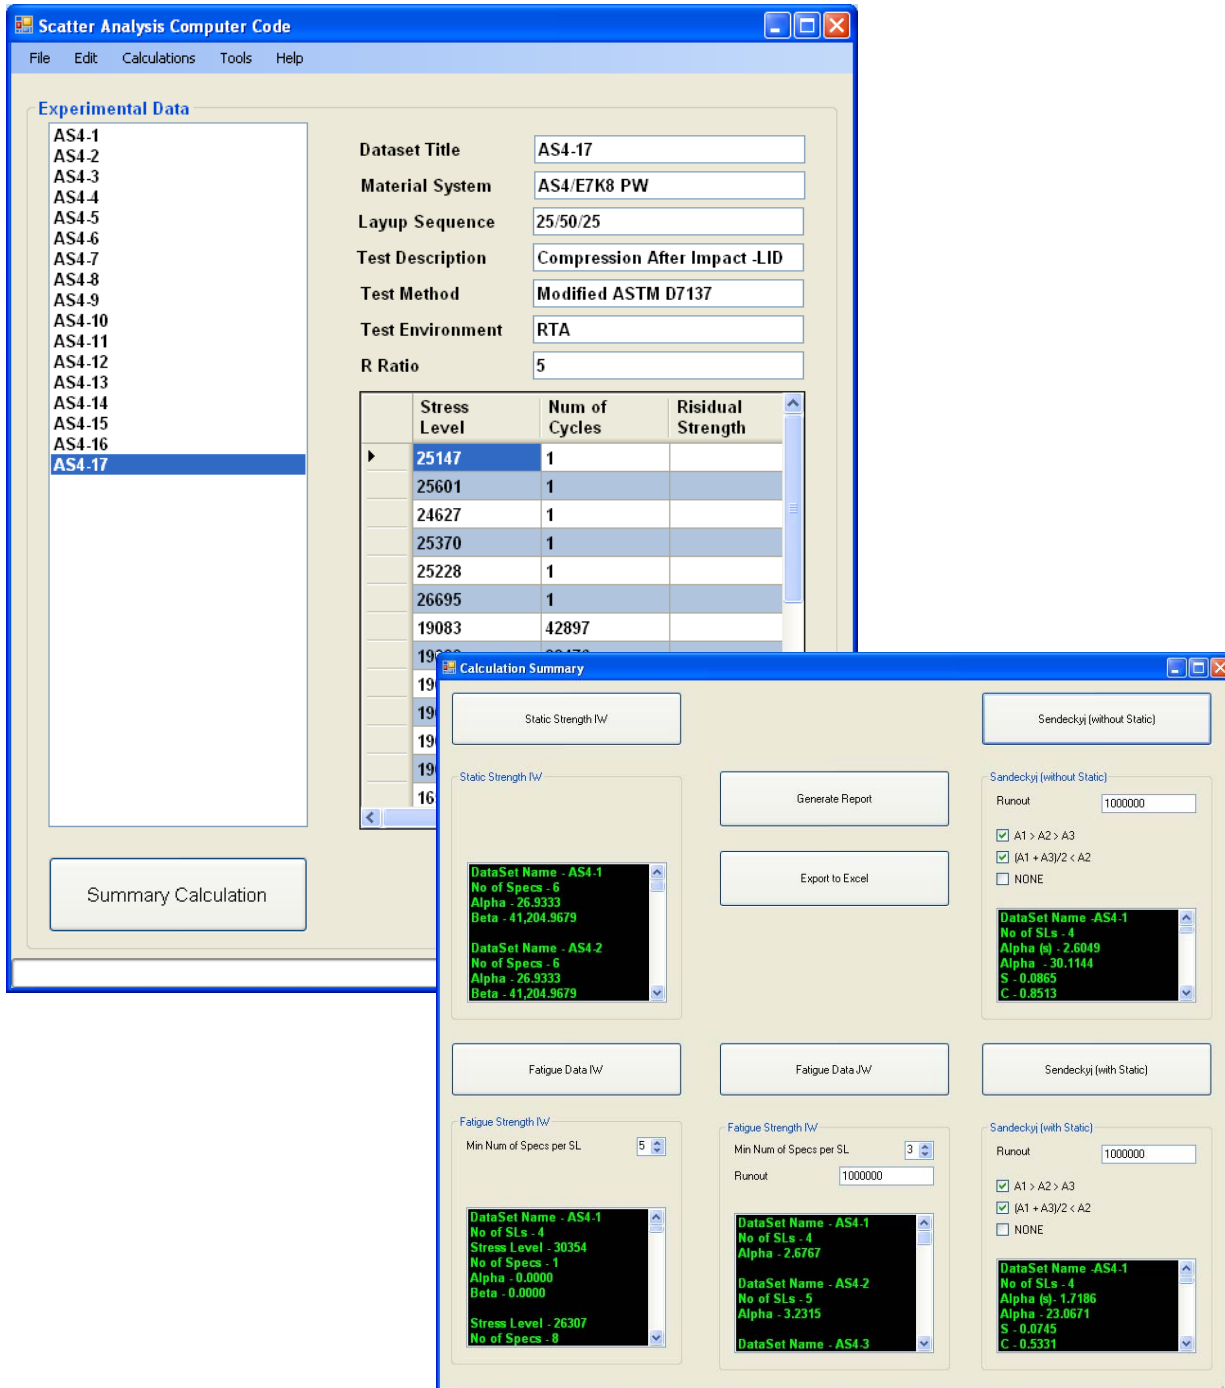 Scatter Analysis Computer Code
File Edit Calculations Tools Help
Experimental Data
AS4-1
AS4-2
AS4-3
AS4-4
AS4-5
AS4-6
AS4-7
AS4-8
AS4-9
AS4-10
AS4-11
AS4-12
AS4-13
AS4-14
AS4-15
AS4-16
AS4-17
Dataset Title AS4-17
Material System AS4/E7K8 PW
Layup Sequence 25/50/25
Test Description Compression After Impact -LID
Test Method Modified ASTM D7137
Test Environment RTA
R Ratio 5
Stress Level Num of Cycles Risidual Strength
25147 1
25601 1
24627 1
25370 1
25228 1
26695 1
19083 42897
19
19
19
19
16
Summary Calculation
Calculation Summary
Static Strength IW
Sendeckyj (without Static)
Static Strength IW
DataSet Name - AS4-1
No of Specs - 6
Alpha - 26.9333
Beta - 41,204.9679
DataSet Name - AS4-2
No of Specs - 6
Alpha - 26.9333
Beta - 41,204.9679
Generate Report
Export to Excel
Sandeckyj (without Static)
Runout 1000000
A1 > A2 > A3
(A1 + A3)/2 < A2
NONE
DataSet Name -AS4-1
No of SLs - 4
Alpha (s) - 2.6049
Alpha - 30.1144
S - 0.0865
C - 0.8513
Fatigue Data IW
Fatigue Data JW
Sendeckyj (with Static)
Fatigue Strength IW
Min Num of Specs per SL 5
DataSet Name - AS4-1
No of SLs - 4
Stress Level - 30354
No of Specs - 1
Alpha - 0.0000
Beta - 0.0000
Stress Level - 26307
No of Specs - 8
Fatigue Strength IW
Min Num of Specs per SL 3
Runout 1000000
DataSet Name - AS4-1
No of SLs - 4
Alpha - 2.6767
DataSet Name - AS4-2
No of SLs - 5
Alpha - 3.2315
DataSet Name - AS4-3
Sandeckyj (with Static)
Runout 1000000
A1 > A2 > A3
(A1 + A3)/2 < A2
NONE
DataSet Name -AS4-1
No of SLs - 4
Alpha (s)- 1.7186
Alpha - 23.0671
S - 0.0745
C - 0.5331